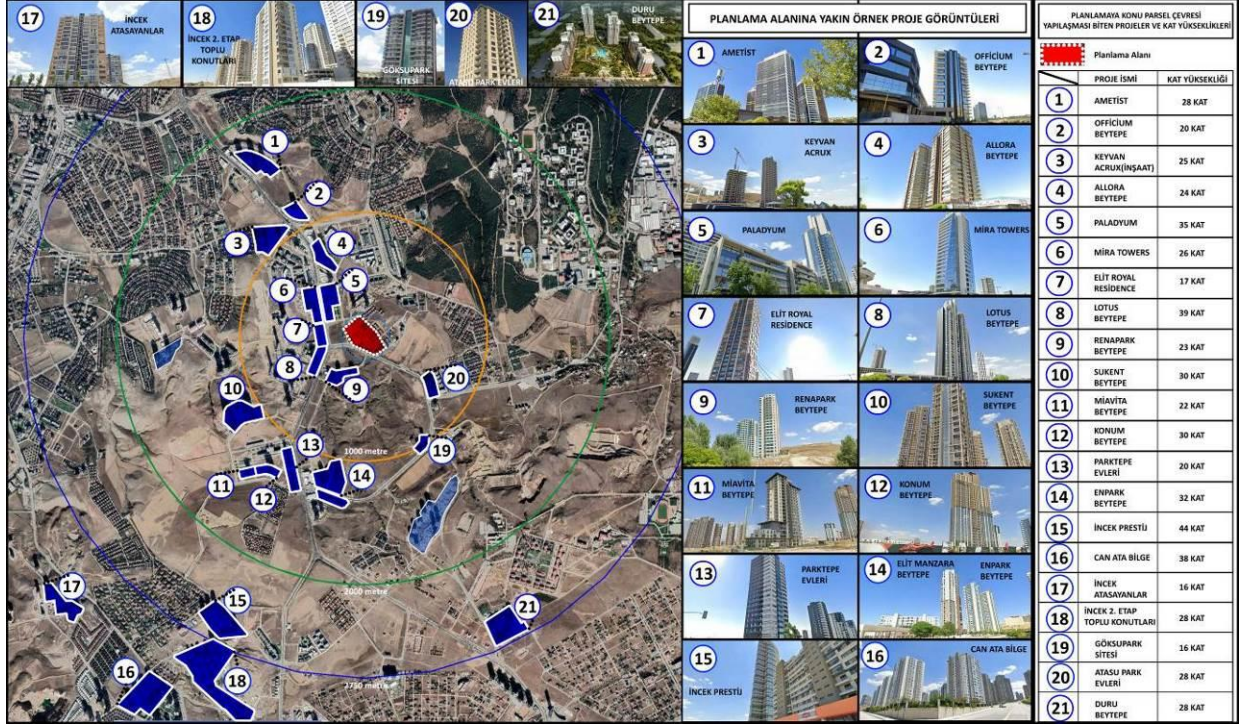 17
İNCEK
ATASAYANLAR
18
İNCEK 2. ETAP
TOPLU
KONUTLARI
19
GÖKSUPARK
SİTESİ
20
ATASU PARK EVLERİ
21
DURU
BEYTEPE
1
2
3
4
5
6
7
8
9
20
10
19
1000 metre
13
14
11
12
17
15
2000 metre
21
16
18
2750 metre
PLANLAMA ALANINA YAKIN ÖRNEK PROJE GÖRÜNTÜLERİ
1
AMETİST
2
OFFİCİUM
BEYTEPE
3
KEYVAN
ACRUX
4
ALLORA
BEYTEPE
5
PALADYUM
6
MİRA TOWERS
7
ELİT ROYAL
RESIDENCE
8
LOTUS
BEYTEPE
9
RENAPARK
BEYTEPE
10
SUKENT
BEYTEPE
11
MİAVİTA
BEYTEPE
12
KONUM
BEYTEPE
13
PARKTEPE
EVLERİ
14
ELİT MANZARA
BEYTEPE
ENPARK
BEYTEPE
15
İNCEK PRESTİJ
16
CAN ATA BİLGE
PLANLAMAYA KONU PARSEL ÇEVRESİ
YAPILAŞMASI BİTEN PROJELER VE KAT YÜKSEKLİKLERİ
Planlama Alanı
PROJE İSMİ KAT YÜKSEKLİĞİ
1 AMETİST 28 KAT
2 OFFİCİUM BEYTEPE 20 KAT
3 KEYVAN ACRUX(İNŞAAT) 25 KAT
4 ALLORA BEYTEPE 24 KAT
5 PALADYUM 35 KAT
6 MİRA TOWERS 26 KAT
7 ELİT ROYAL RESIDENCE 17 KAT
8 LOTUS BEYTEPE 39 KAT
9 RENAPARK BEYTEPE 23 KAT
10 SUKENT BEYTEPE 30 KAT
11 MİAVİTA BEYTEPE 22 KAT
12 KONUM BEYTEPE 30 KAT
13 PARKTEPE EVLERİ 20 KAT
14 ENPARK BEYTEPE 32 KAT
15 İNCEK PRESTİJ 44 KAT
16 CAN ATA BİLGE 38 KAT
17 İNCEK ATASAYANLAR 16 KAT
18 İNCEK 2. ETAP TOPLU KONUTLARI 28 KAT
19 GÖKSUPARK SİTESİ 16 KAT
20 ATASU PARK EVLERİ 28 KAT
21 DURU BEYTEPE 28 KAT